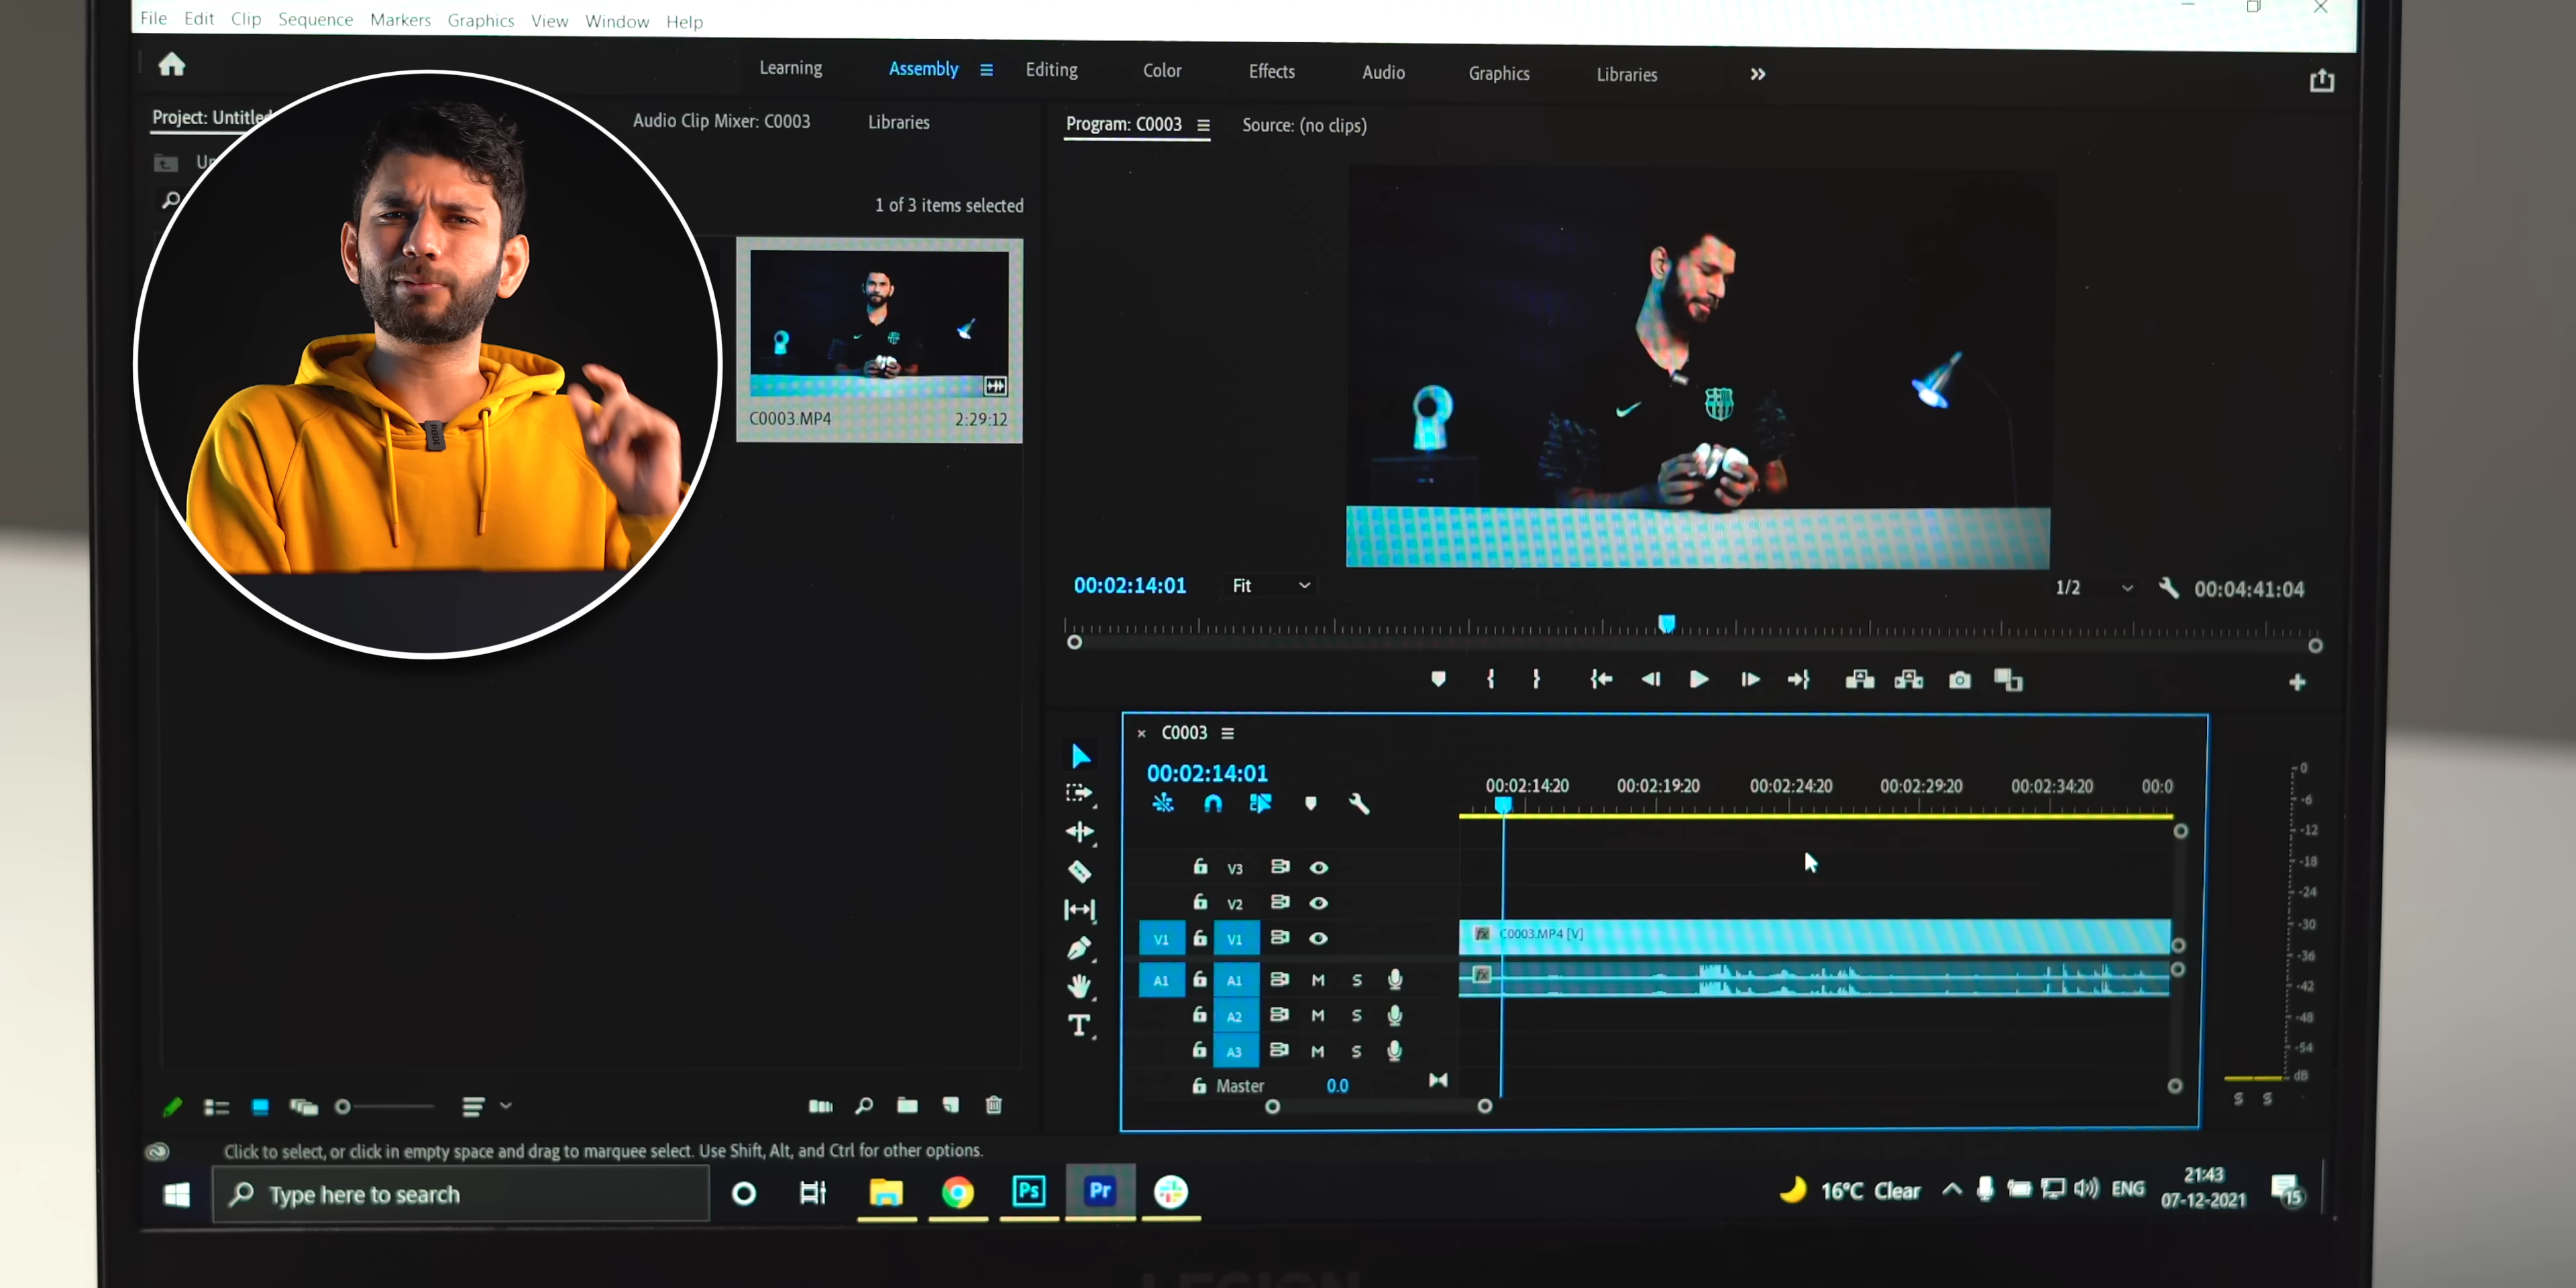 File Edit Clip Sequence Markers Graphics View Window Help
Learning Assembly Editing Color Effects Audio Graphics Libraries
Project: Untitled
Audio Clip Mixer: C0003 Libraries
Program: C0003 Source: (no clips)
1 of 3 items selected
C0003.MP4 2:29:12
RODE
00:02:14:01 Fit 1/2 00:04:41:04
C0003
00:02:14:01
00:02:14:20 00:02:19:20 00:02:24:20 00:02:29:20 00:02:34:20 00:0
V3
V2
V1 V1 fx C0003.MP4 [V]
A1 A1 M S fx
A2 M S
A3 M S
Master 0.0
0
-6
-12
-18
-24
-30
-36
-42
-48
-54
dB
S S
Click to select, or click in empty space and drag to marquee select. Use Shift, Alt, and Ctrl for other options.
Type here to search
Ps Pr
16°C Clear ENG
21:43
07-12-2021
15
LEGION